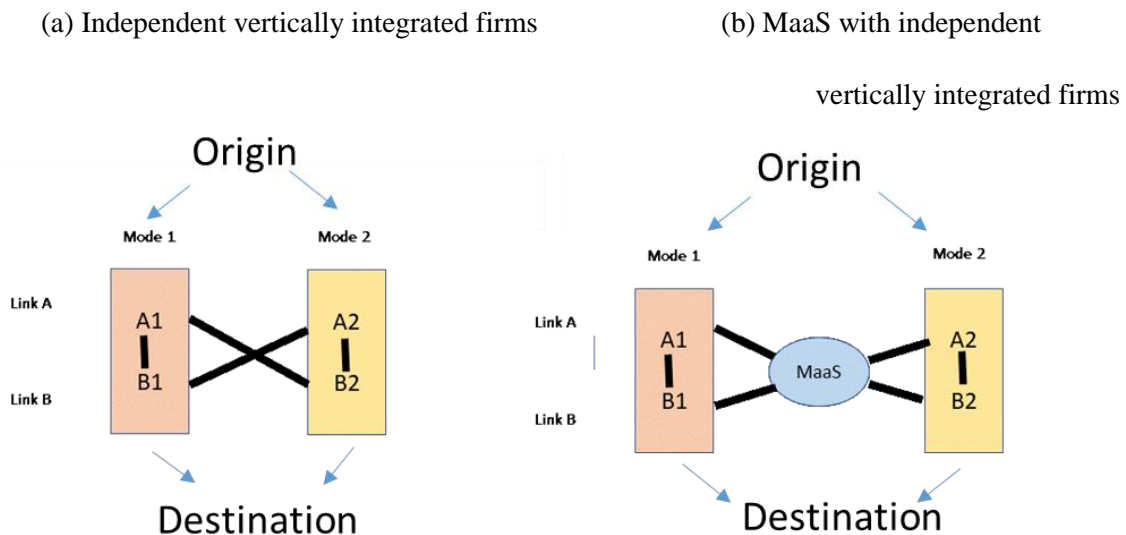 (a) Independent vertically integrated firms
Origin
Mode 1
Mode 2
Link A
A1
A2
B1
B2
Link B
Destination
(b) MaaS with independent
vertically integrated firms
Origin
Mode 1
Mode 2
Link A
A1
A2
MaaS
B1
B2
Link B
Destination